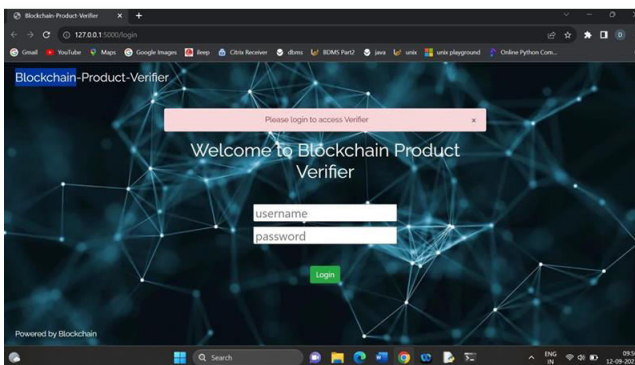 Blockchain-Product-Verifier
127.0.0.1:5000/login
Gmail YouTube Maps Google Images Ileep Citrix Receiver dbms BDMS Part2 java unix unix playground Online Python Com...
Blockchain-Product-Verifier
Please login to access Verifier ×
Welcome to Blockchain Product
Verifier
username
password
Login
Powered by Blockchain
Search
ENG
IN
12-09-202